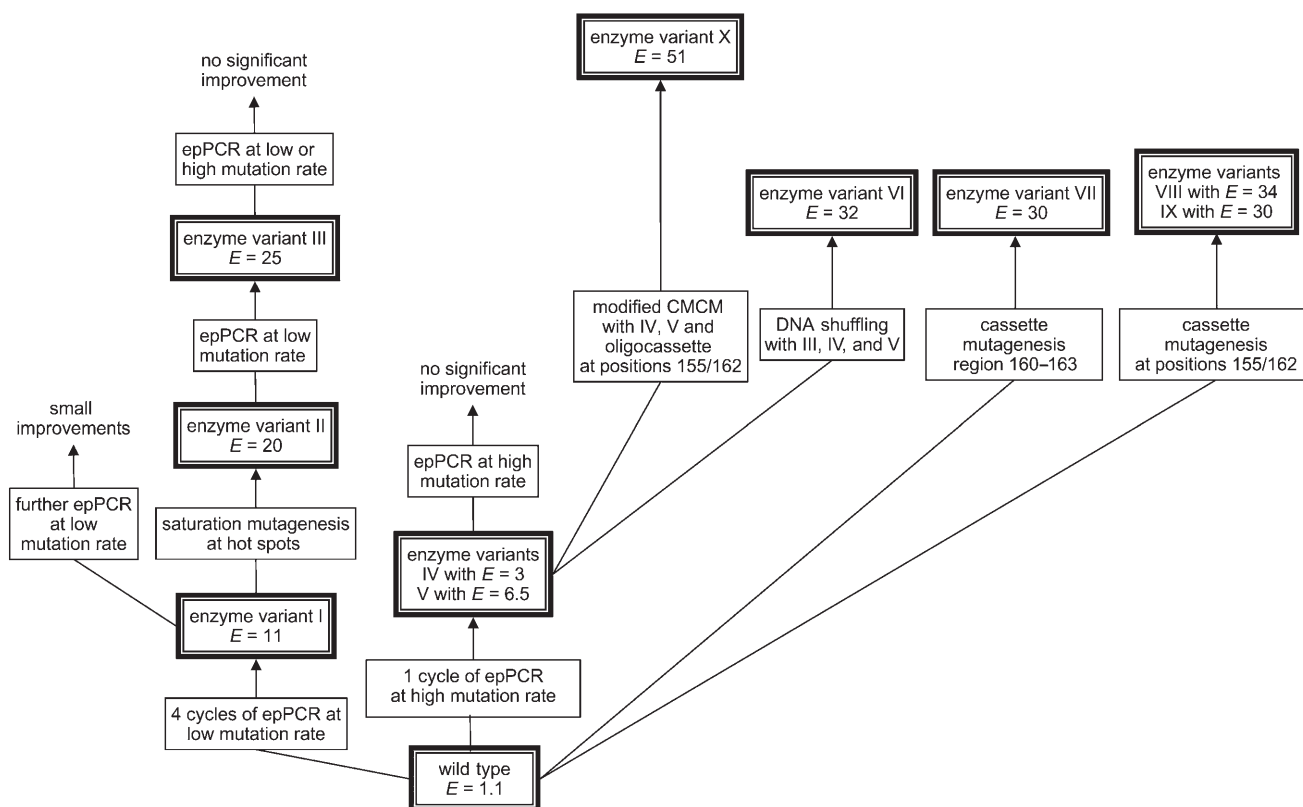 enzyme variant X
E = 51
no significant
improvement
epPCR at low or
high mutation rate
enzyme variant III
E = 25
epPCR at low
mutation rate
enzyme variant II
E = 20
small
improvements
further epPCR
at low
mutation rate
saturation mutagenesis
at hot spots
enzyme variant I
E = 11
4 cycles of epPCR at
low mutation rate
no significant
improvement
epPCR at high
mutation rate
enzyme variants
IV with E = 3
V with E = 6.5
1 cycle of epPCR
at high mutation rate
wild type
E = 1.1
modified CMCM
with IV, V and
oligocassette
at positions 155/162
enzyme variant VI
E = 32
DNA shuffling
with III, IV, and V
enzyme variant VII
E = 30
cassette
mutagenesis
region 160–163
enzyme variants
VIII with E = 34
IX with E = 30
cassette
mutagenesis
at positions 155/162